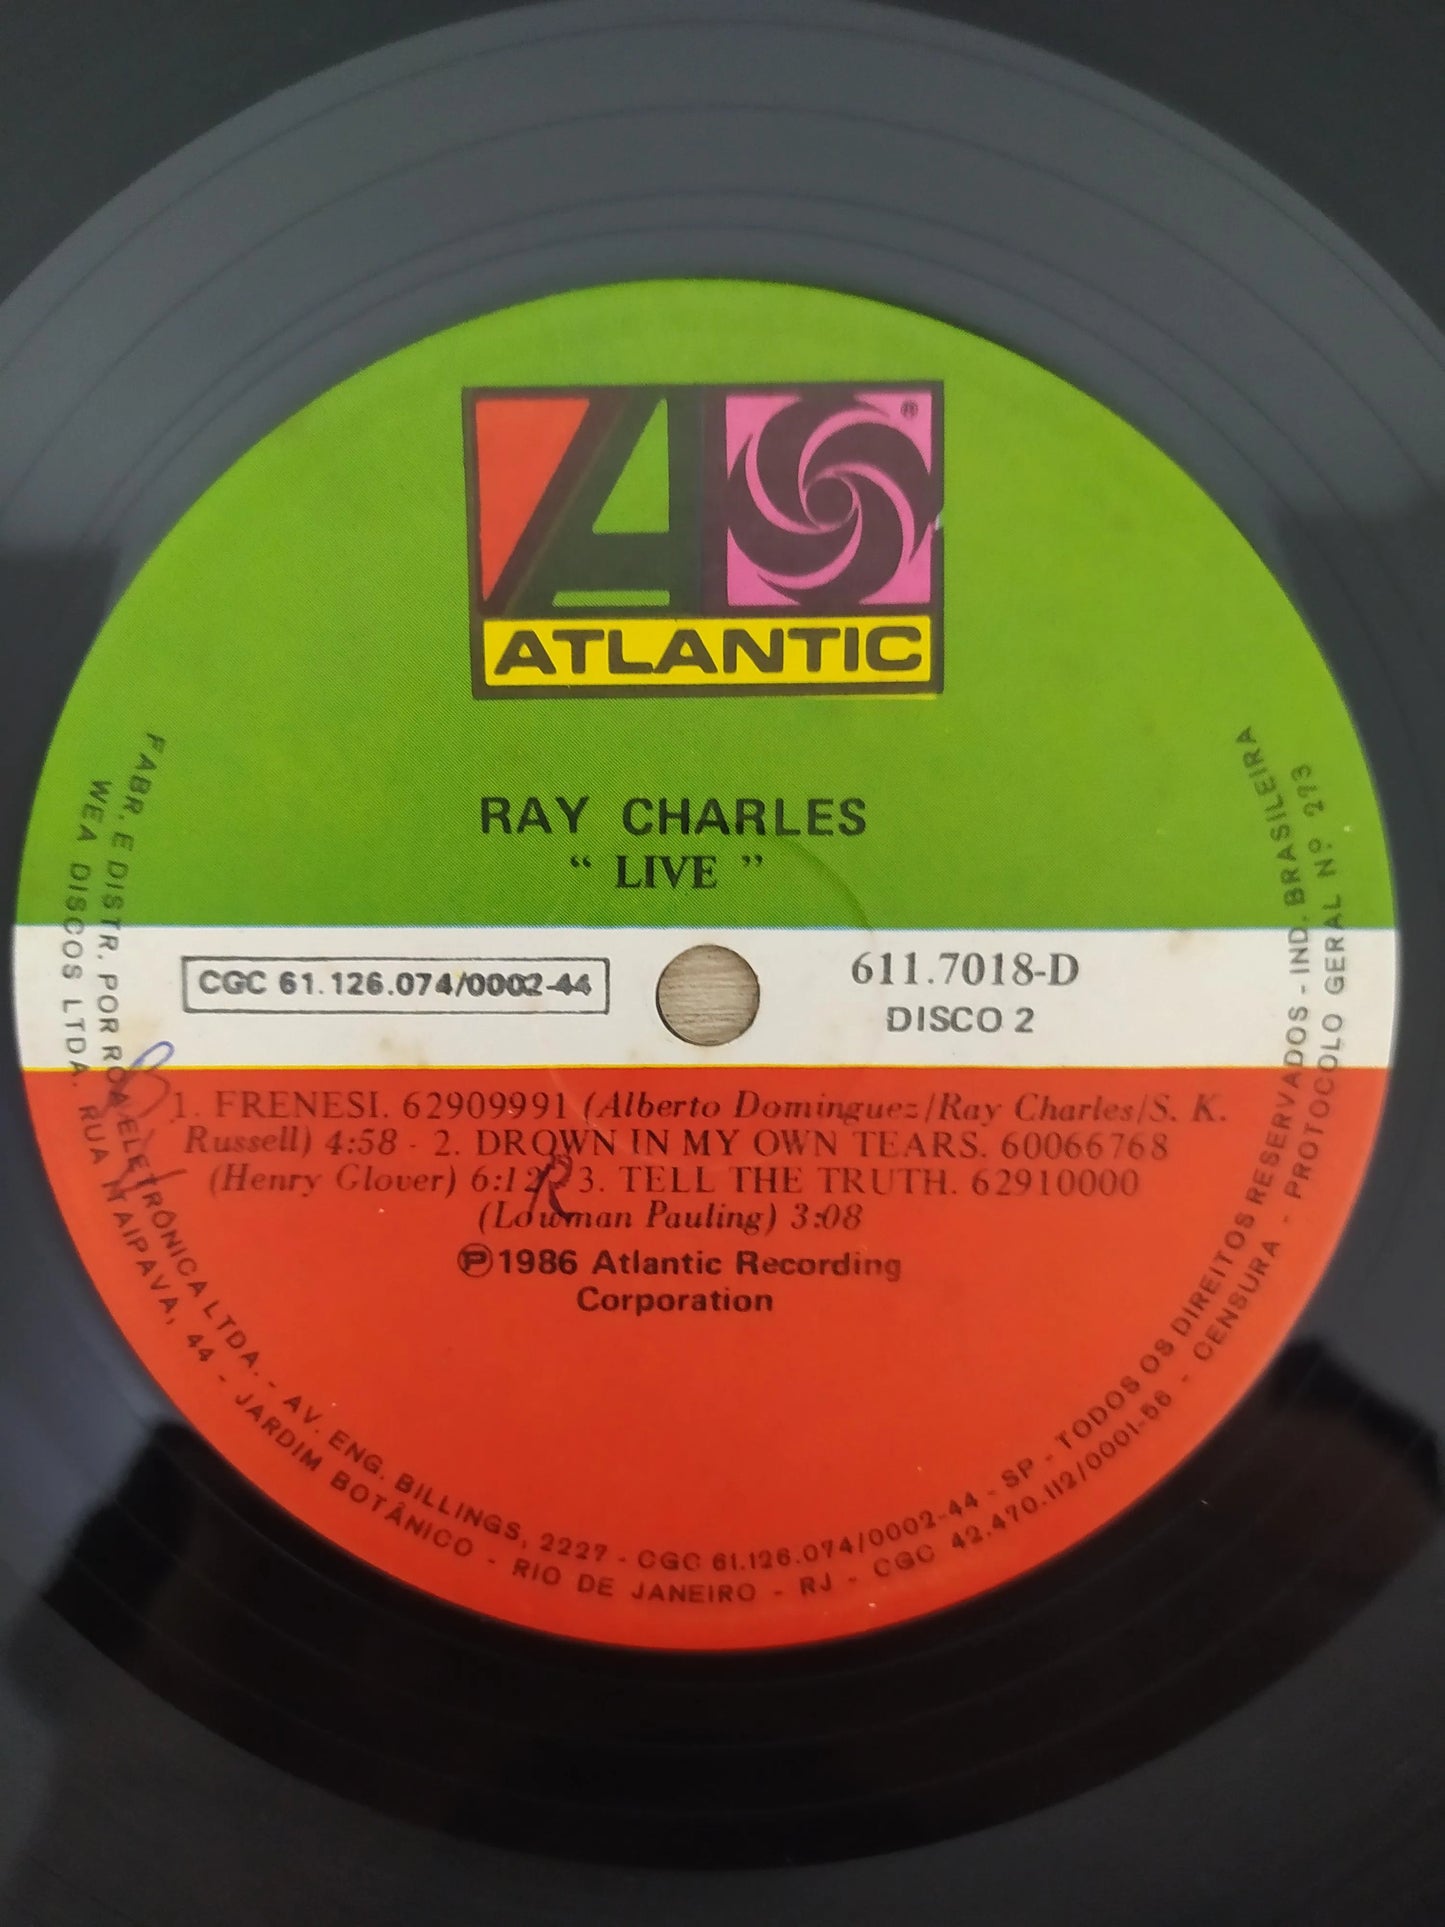 ®
ATLANTIC
RAY CHARLES
“ LIVE ”
CGC 61.126.074/0002-44
611.7018-D
DISCO 2
1. FRENESI. 62909991 (Alberto Dominguez/Ray Charles/S. K.
Russell) 4:58 - 2. DROWN IN MY OWN TEARS. 60066768
(Henry Glover) 6:12 3. TELL THE TRUTH. 62910000
(Lowman Pauling) 3:08
℗1986 Atlantic Recording
Corporation
FABR. E DISTR. POR RCA ELETRÔNICA LTDA. - AV. ENG. BILLINGS, 2227 - CGC 61.126.074/0002-44 - SP - TODOS OS DIREITOS RESERVADOS - IND. BRASILEIRA
WEA DISCOS LTDA. RUA ITAIPAVA, 44 - JARDIM BOTÂNICO - RIO DE JANEIRO - RJ - CGC 42.470.112/0001-56 - CENSURA - PROTOCOLO GERAL Nº 273